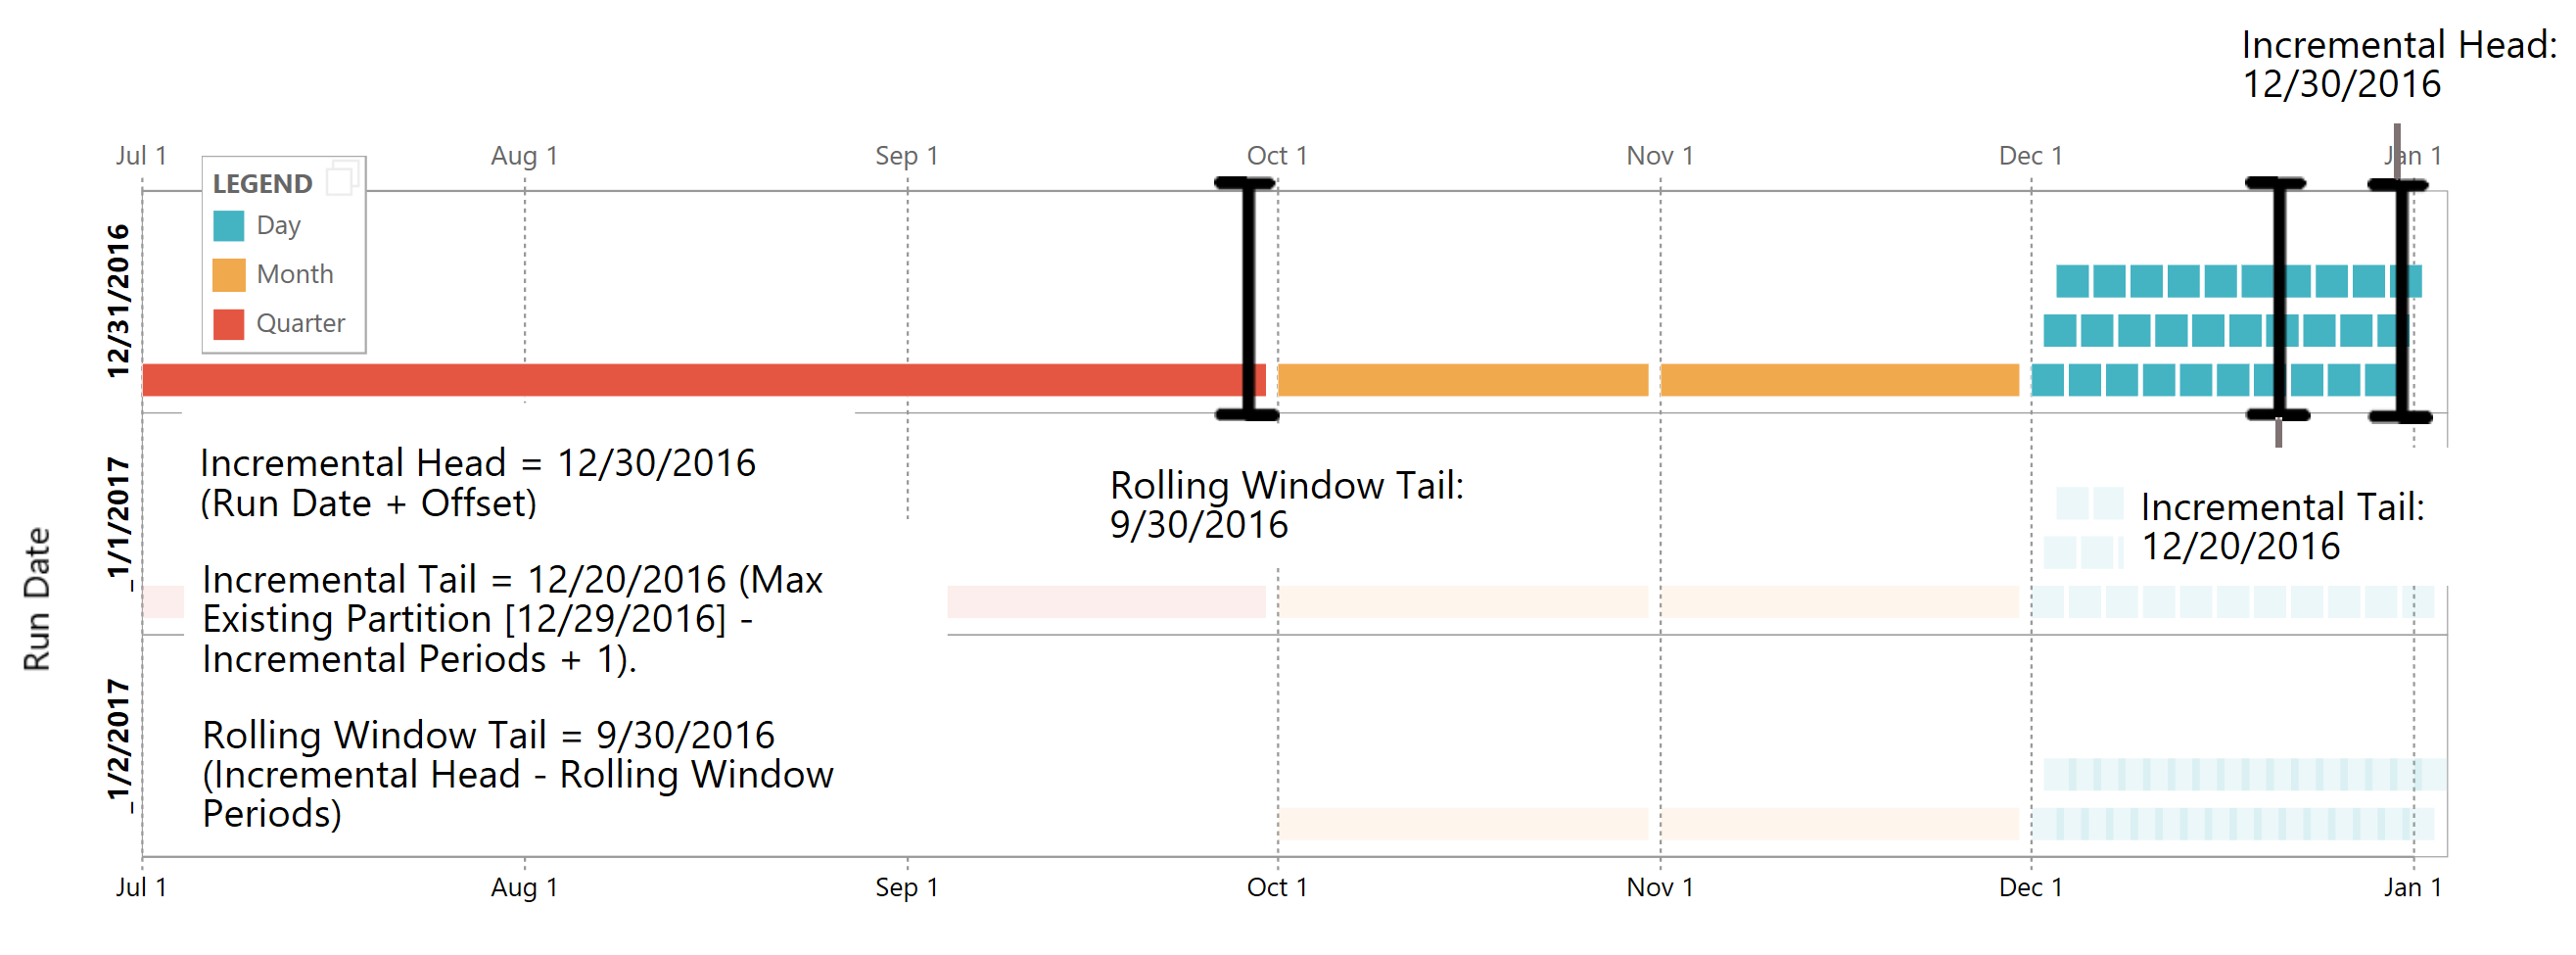 Incremental Head:
12/30/2016
Jul 1
Aug 1
Sep 1
Oct 1
Nov 1
Dec 1
Jan 1
LEGEND
Day
Month
Quarter
12/31/2016
Incremental Head = 12/30/2016
(Run Date + Offset)
Incremental Tail = 12/20/2016 (Max
Existing Partition [12/29/2016] -
Incremental Periods + 1).
Rolling Window Tail = 9/30/2016
(Incremental Head - Rolling Window
Periods)
Rolling Window Tail:
9/30/2016
Incremental Tail:
12/20/2016
Run Date
_1/1/2017
_1/2/2017
Jul 1
Aug 1
Sep 1
Oct 1
Nov 1
Dec 1
Jan 1